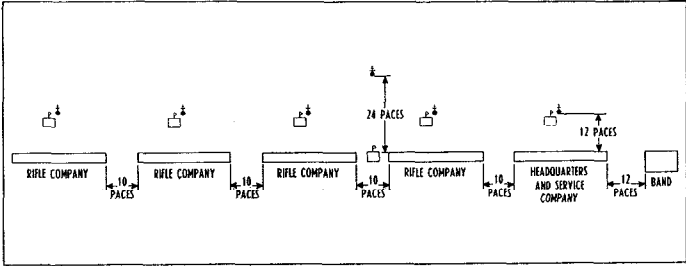 24 PACES
12 PACES
RIFLE COMPANY
RIFLE COMPANY
RIFLE COMPANY
RIFLE COMPANY
HEADQUARTERS
AND SERVICE
COMPANY
BAND
10
PACES
10
PACES
10
PACES
10
PACES
12
PACES